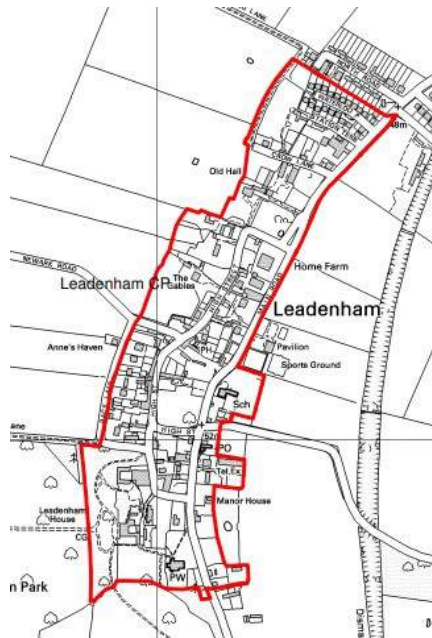 LANE
Old Hall
NEWARK ROAD
The
Gables
Leadenham CP
Home Farm
Leadenham
Anne's Haven
PH
Pavilion
Sports Ground
Sch
HIGH ST
PO
Tel Ex
Manor House
Leadenham
House
CG
PW
m Park